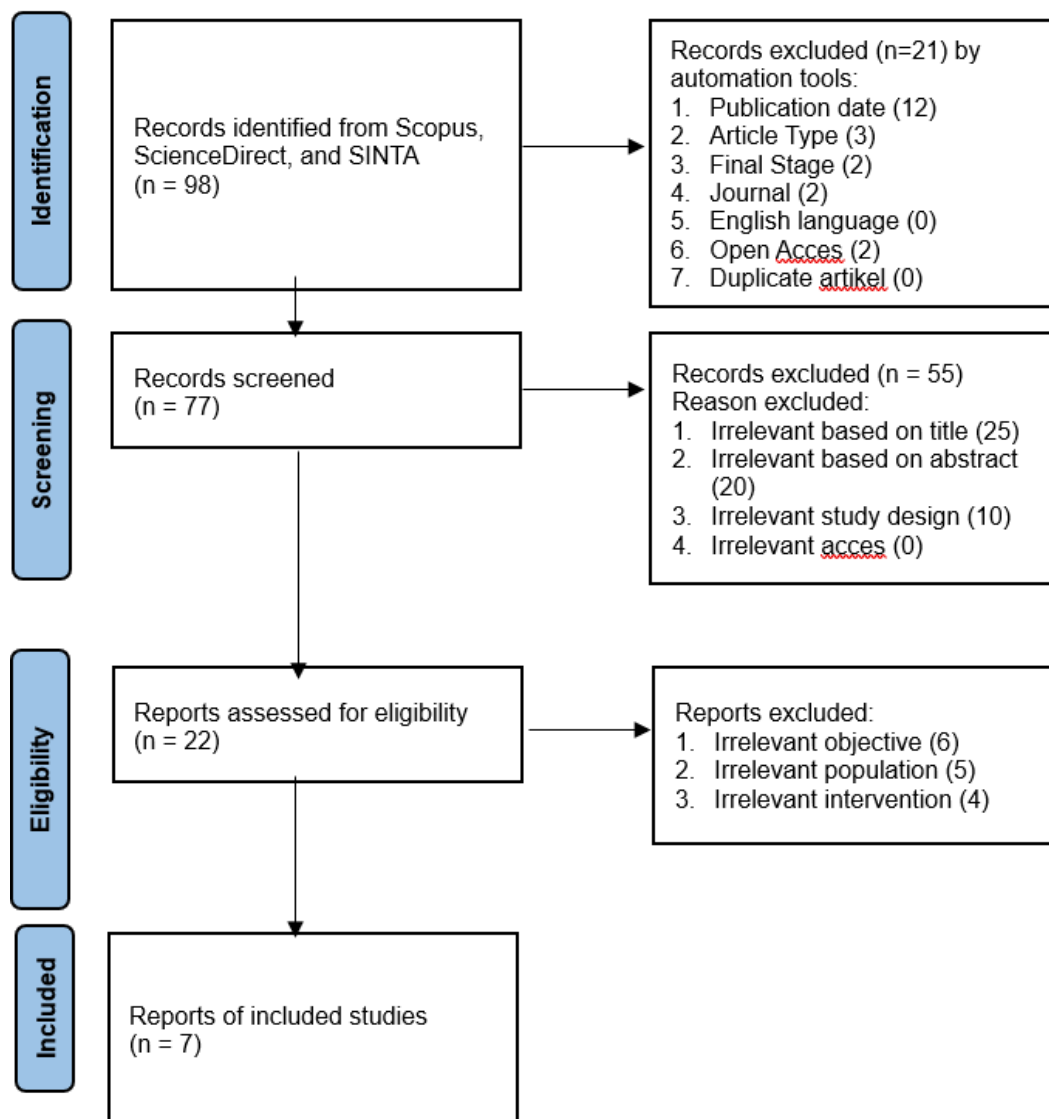 Identification
Records identified from Scopus,
ScienceDirect, and SINTA
(n = 98)
Records excluded (n=21) by
automation tools:
1. Publication date (12)
2. Article Type (3)
3. Final Stage (2)
4. Journal (2)
5. English language (0)
6. Open Acces (2)
7. Duplicate artikel (0)
Screening
Records screened
(n = 77)
Records excluded (n = 55)
Reason excluded:
1. Irrelevant based on title (25)
2. Irrelevant based on abstract
(20)
3. Irrelevant study design (10)
4. Irrelevant acces (0)
Eligibility
Reports assessed for eligibility
(n = 22)
Reports excluded:
1. Irrelevant objective (6)
2. Irrelevant population (5)
3. Irrelevant intervention (4)
Included
Reports of included studies
(n = 7)